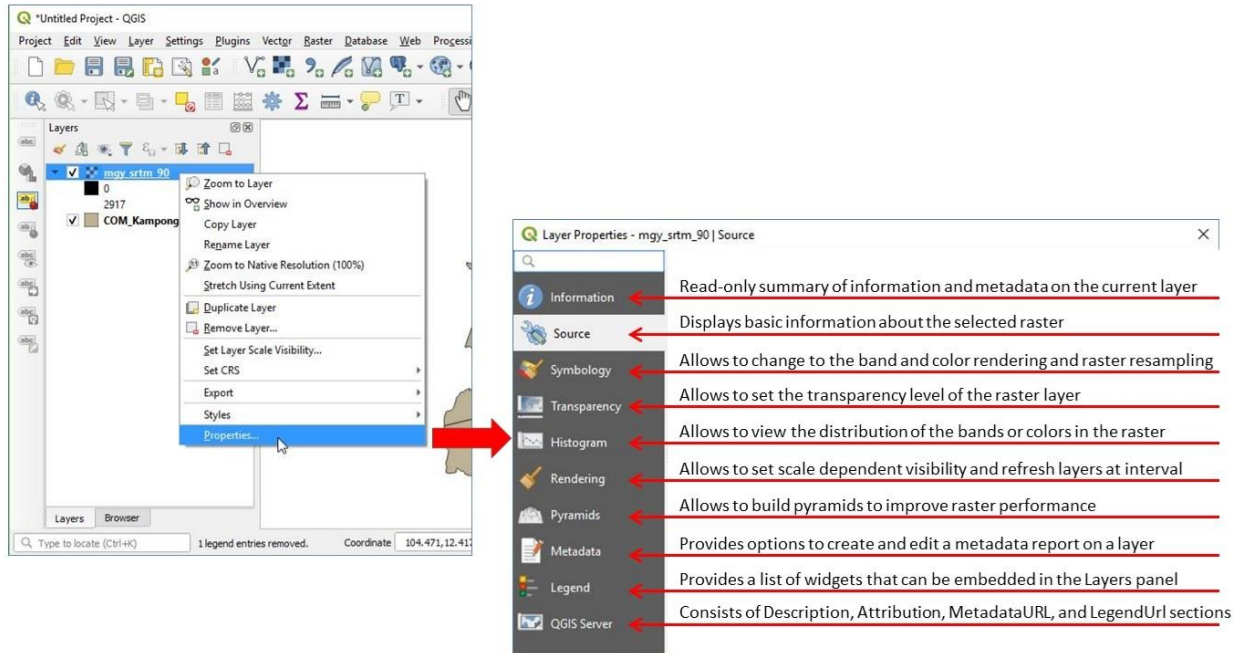 *Untitled Project - QGIS
Project Edit View Layer Settings Plugins Vector Raster Database Web
Layers
mgy_srtm_90
0
2917
COM_Kampong
Zoom to Layer
Show in Overview
Copy Layer
Rename Layer
Zoom to Native Resolution (100%)
Stretch Using Current Extent
Duplicate Layer
Remove Layer...
Set Layer Scale Visibility...
Set CRS
Export
Styles
Properties...
Layers Browser
Type to locate (Ctrl+K) 1 legend entries removed. Coordinate 104.471,12.417
Layer Properties - mgy_srtm_90 | Source
Information Read-only summary of information and metadata on the current layer
Source Displays basic information about the selected raster
Symbology Allows to change to the band and color rendering and raster resampling
Transparency Allows to set the transparency level of the raster layer
Histogram Allows to view the distribution of the bands or colors in the raster
Rendering Allows to set scale dependent visibility and refresh layers at interval
Pyramids Allows to build pyramids to improve raster performance
Metadata Provides options to create and edit a metadata report on a layer
Legend Provides a list of widgets that can be embedded in the Layers panel
QGIS Server Consists of Description, Attribution, MetadataURL, and LegendUrl sections